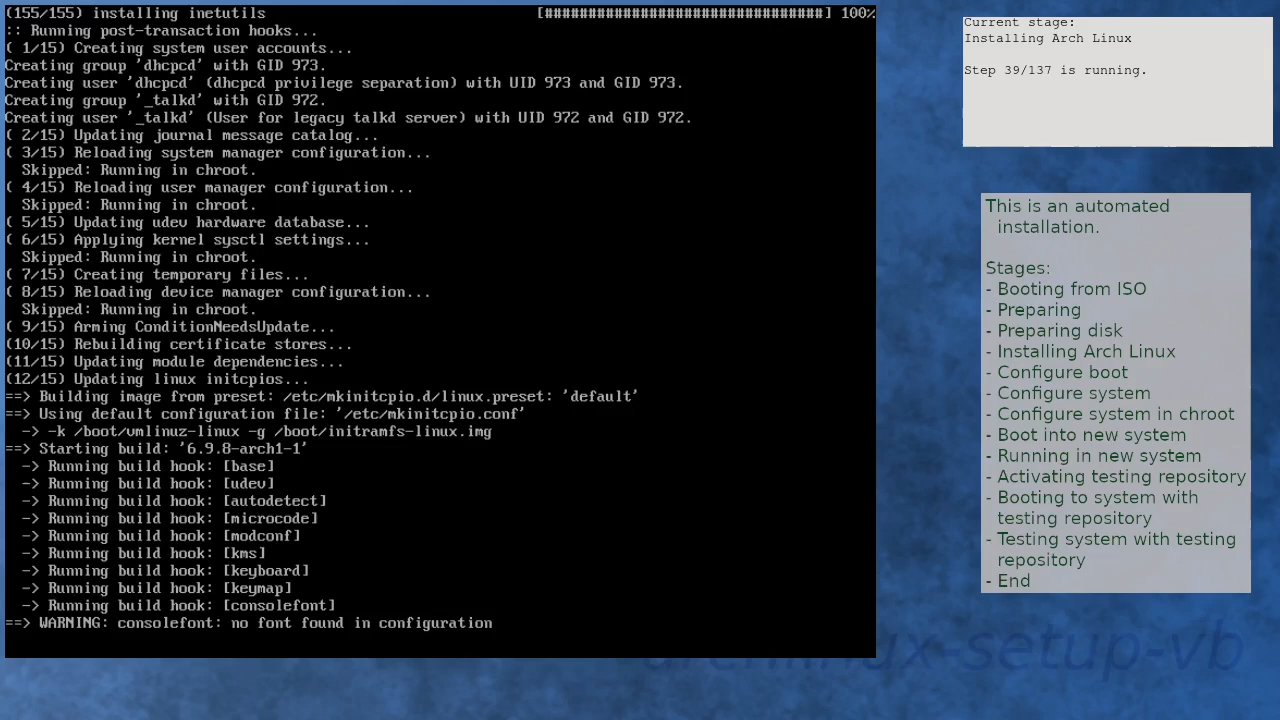 (155/155) installing inetutils [################################] 100%
:: Running post-transaction hooks...
( 1/15) Creating system user accounts...
Creating group 'dhcpcd' with GID 973.
Creating user 'dhcpcd' (dhcpcd privilege separation) with UID 973 and GID 973.
Creating group '_talkd' with GID 972.
Creating user '_talkd' (User for legacy talkd server) with UID 972 and GID 972.
( 2/15) Updating journal message catalog...
( 3/15) Reloading system manager configuration...
Skipped: Running in chroot.
( 4/15) Reloading user manager configuration...
Skipped: Running in chroot.
( 5/15) Updating udev hardware database...
( 6/15) Applying kernel sysctl settings...
Skipped: Running in chroot.
( 7/15) Creating temporary files...
( 8/15) Reloading device manager configuration...
Skipped: Running in chroot.
( 9/15) Arming ConditionNeedsUpdate...
(10/15) Rebuilding certificate stores...
(11/15) Updating module dependencies...
(12/15) Updating linux initcpios...
==> Building image from preset: /etc/mkinitcpio.d/linux.preset: 'default'
==> Using default configuration file: '/etc/mkinitcpio.conf'
-> -k /boot/vmlinuz-linux -g /boot/initramfs-linux.img
==> Starting build: '6.9.8-arch1-1'
-> Running build hook: [base]
-> Running build hook: [udev]
-> Running build hook: [autodetect]
-> Running build hook: [microcode]
-> Running build hook: [modconf]
-> Running build hook: [kms]
-> Running build hook: [keyboard]
-> Running build hook: [keymap]
-> Running build hook: [consolefont]
==> WARNING: consolefont: no font found in configuration
Current stage:
Installing Arch Linux
Step 39/137 is running.
This is an automated
installation.
Stages:
- Booting from ISO
- Preparing
- Preparing disk
- Installing Arch Linux
- Configure boot
- Configure system
- Configure system in chroot
- Boot into new system
- Running in new system
- Activating testing repository
- Booting to system with
testing repository
- Testing system with testing
repository
- End
archlinux-setup-vb